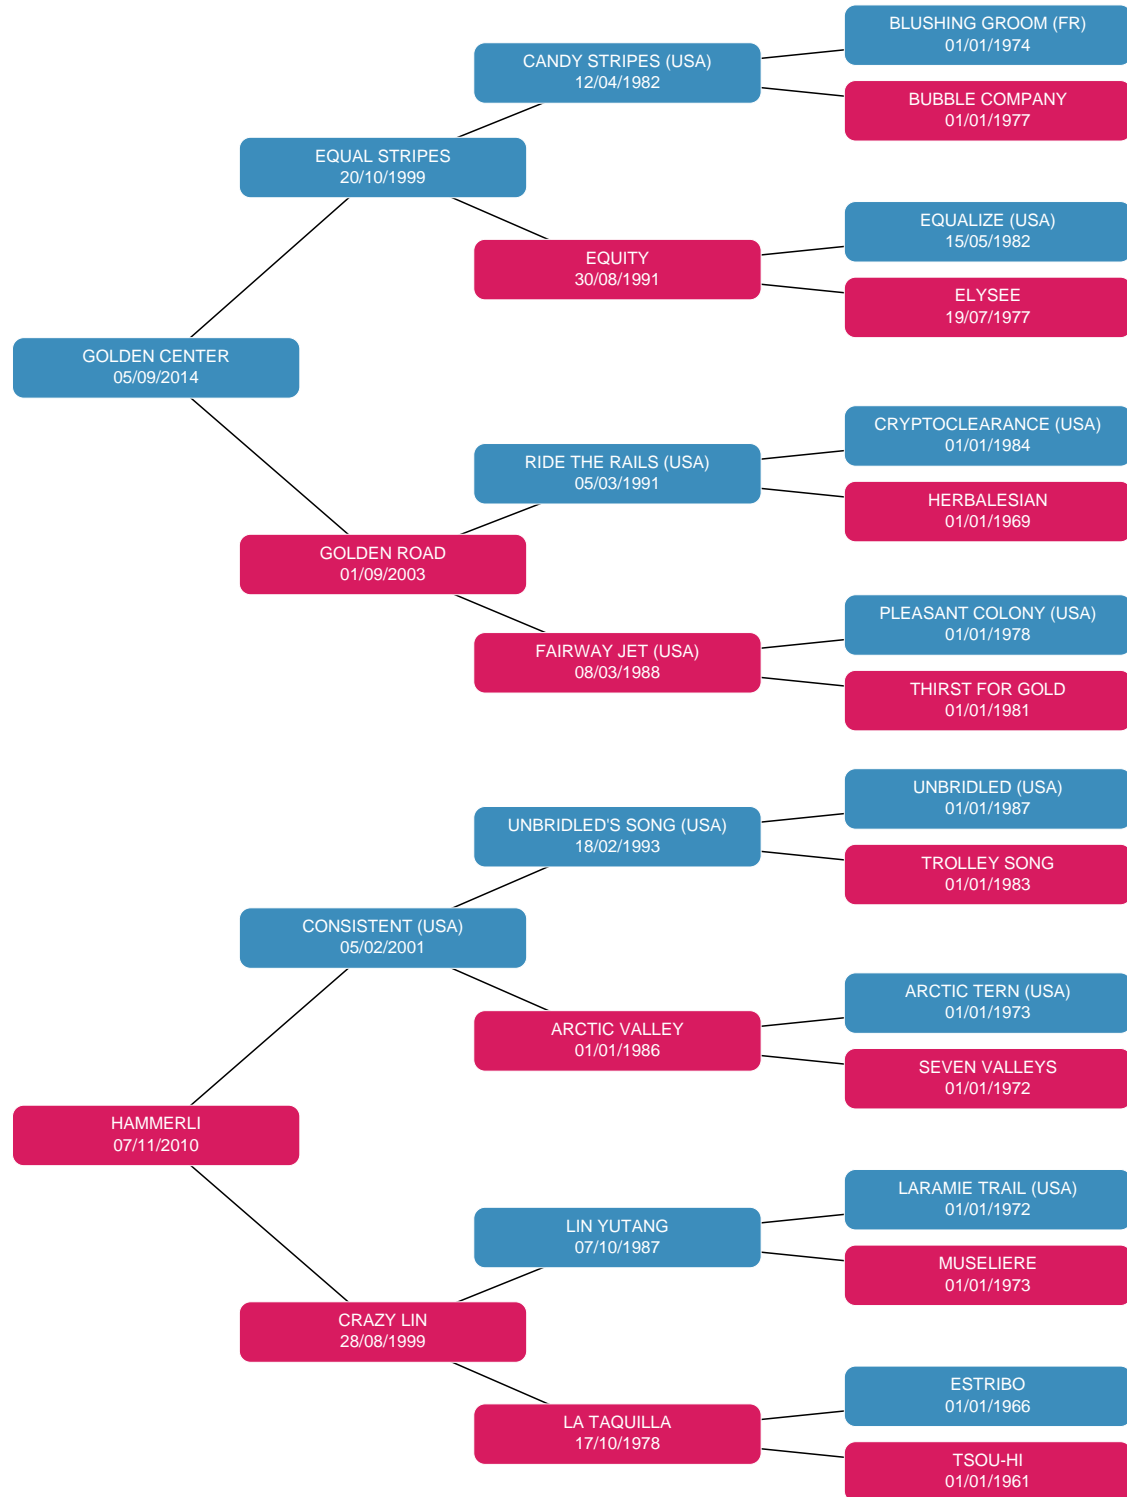 BLUSHING GROOM (FR)
01/01/1974
CANDY STRIPES (USA)
12/04/1982
BUBBLE COMPANY
01/01/1977
EQUAL STRIPES
20/10/1999
EQUALIZE (USA)
15/05/1982
EQUITY
30/08/1991
ELYSEE
19/07/1977
GOLDEN CENTER
05/09/2014
CRYPTOCLEARANCE (USA)
01/01/1984
RIDE THE RAILS (USA)
05/03/1991
HERBALESIAN
01/01/1969
GOLDEN ROAD
01/09/2003
PLEASANT COLONY (USA)
01/01/1978
FAIRWAY JET (USA)
08/03/1988
THIRST FOR GOLD
01/01/1981
UNBRIDLED (USA)
01/01/1987
UNBRIDLED'S SONG (USA)
18/02/1993
TROLLEY SONG
01/01/1983
CONSISTENT (USA)
05/02/2001
ARCTIC TERN (USA)
01/01/1973
ARCTIC VALLEY
01/01/1986
SEVEN VALLEYS
01/01/1972
HAMMERLI
07/11/2010
LARAMIE TRAIL (USA)
01/01/1972
LIN YUTANG
07/10/1987
MUSELIERE
01/01/1973
CRAZY LIN
28/08/1999
ESTRIBO
01/01/1966
LA TAQUILLA
17/10/1978
TSOU-HI
01/01/1961